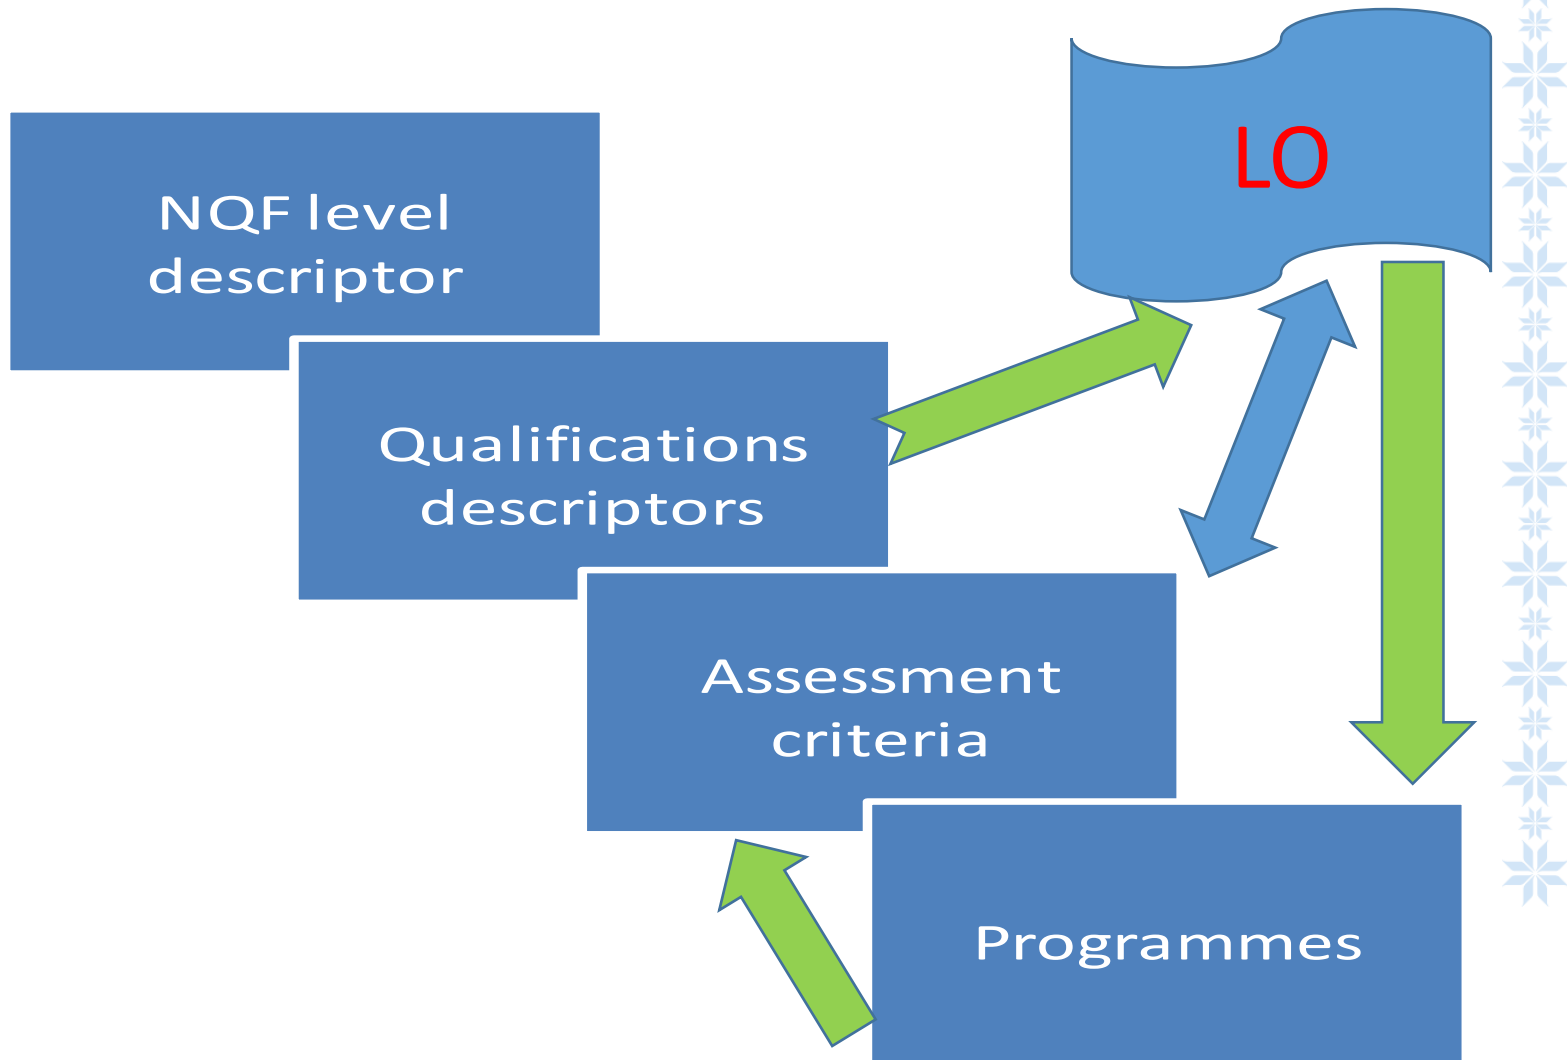 LO
NQF level
descriptor
Qualifications
descriptors
Assessment
criteria
Programmes